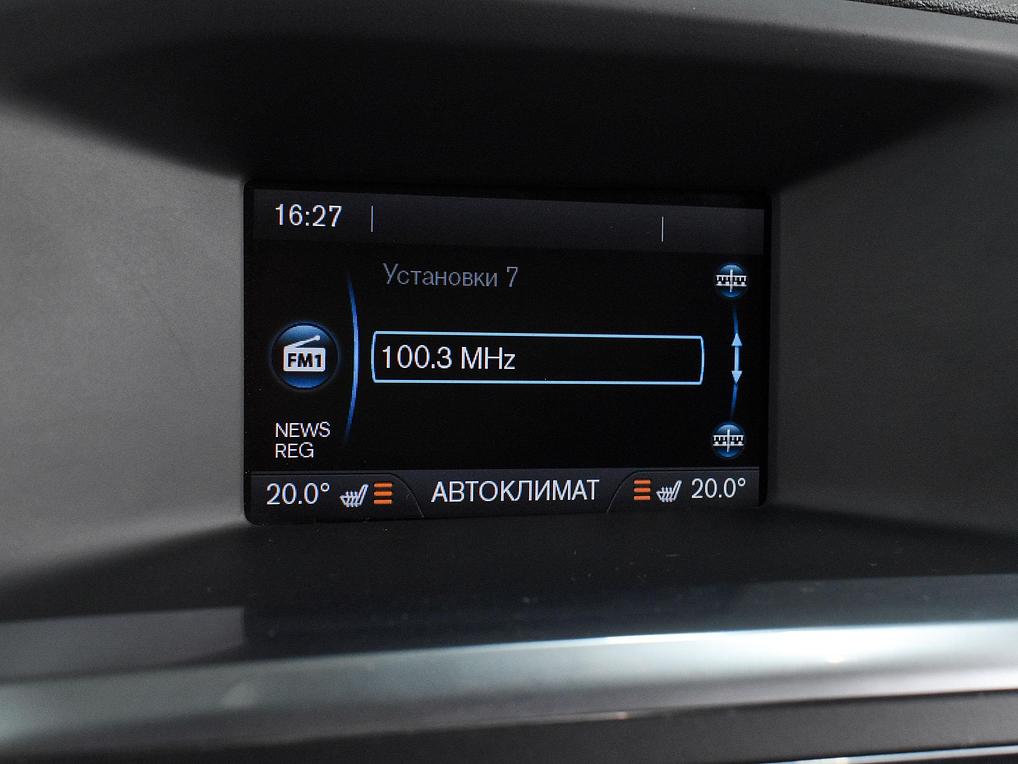 16:27
Установки 7
FM1
100.3 MHz
NEWS
REG
20.0° АВТОКЛИМАТ 20.0°